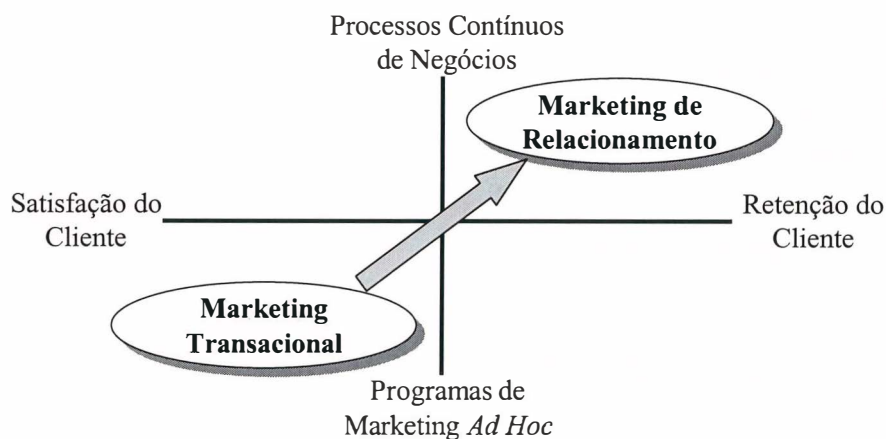 Processos Contínuos
de Negócios
Marketing de
Relacionamento
Satisfação do
Cliente
Retenção do
Cliente
Marketing
Transacional
Programas de
Marketing Ad Hoc